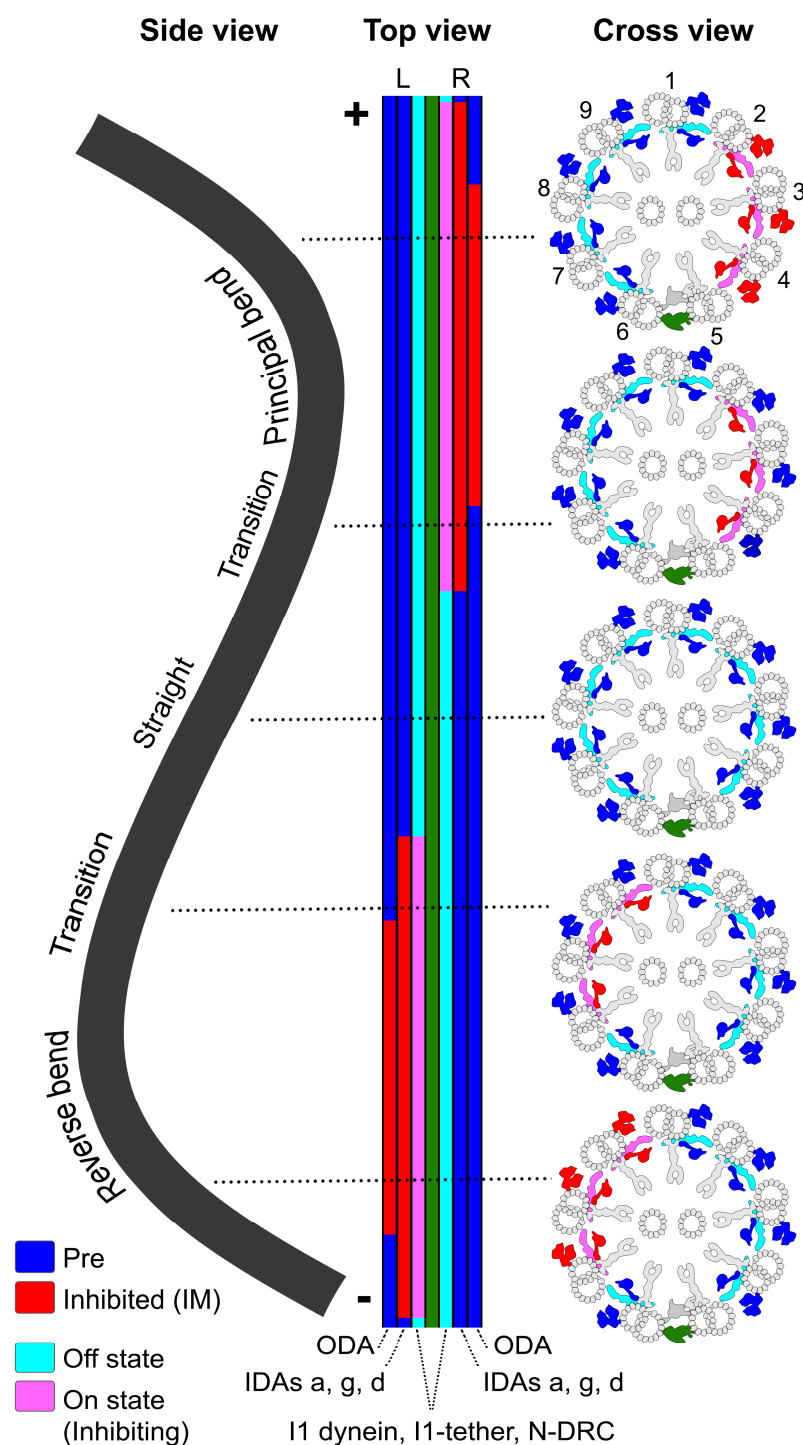 Side view
Top view
Cross view
L
R
+
1
2
3
4
5
6
7
8
9
Principal bend
Transition
Straight
Transition
Reverse bend
-
Pre
Inhibited (IM)
Off state
On state
(Inhibiting)
ODA
ODA
IDAs a, g, d
IDAs a, g, d
I1 dynein, I1-tether, N-DRC